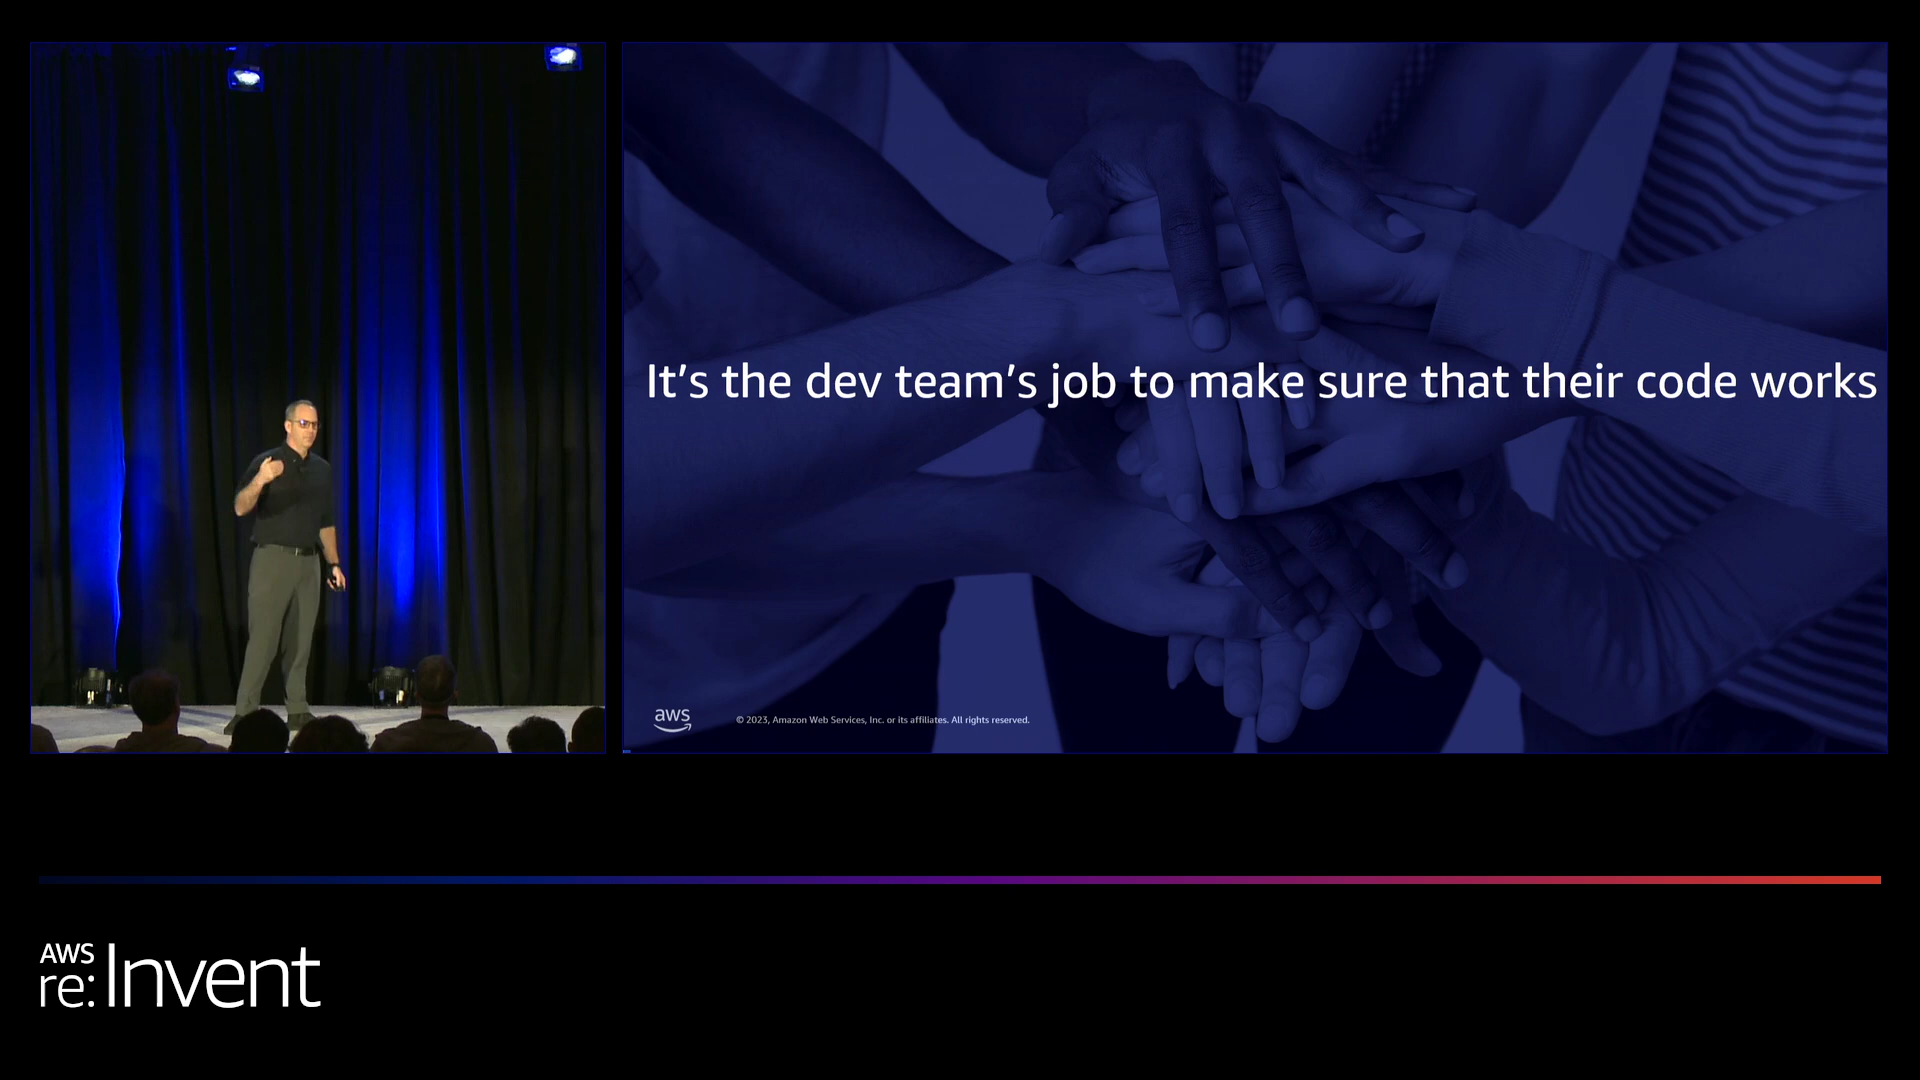 It’s the dev team’s job to make sure that their code works
aws
© 2023, Amazon Web Services, Inc. or its affiliates. All rights reserved.
AWS
re:Invent